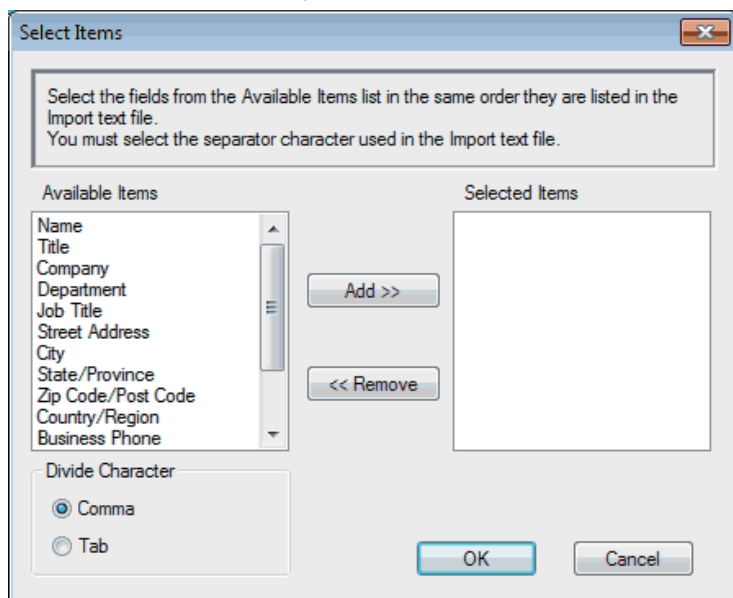 Select Items
Select the fields from the Available Items list in the same order they are listed in the
Import text file.
You must select the separator character used in the Import text file.
Available Items
Selected Items
Name
Title
Company
Department
Job Title
Street Address
City
State/Province
Zip Code/Post Code
Country/Region
Business Phone
Add >>
<< Remove
Divide Character
Comma
Tab
OK
Cancel